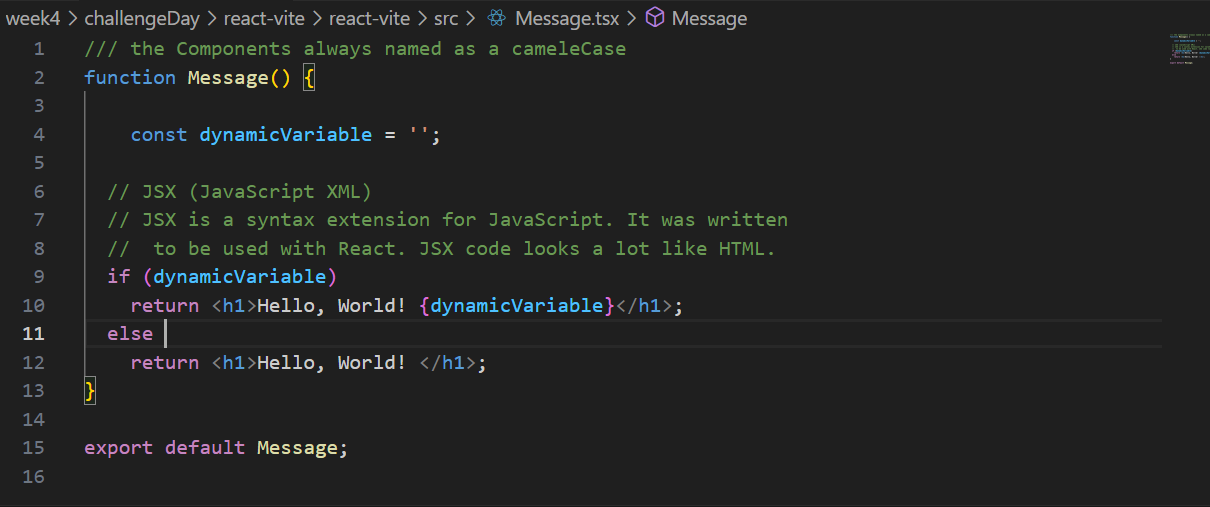 week4 > challengeDay > react-vite > react-vite > src > Message.tsx > Message
1 /// the Components always named as a cameleCase
2 function Message() {
3
4 const dynamicVariable = '';
5
6 // JSX (JavaScript XML)
7 // JSX is a syntax extension for JavaScript. It was written
8 //  to be used with React. JSX code looks a lot like HTML.
9 if (dynamicVariable)
10 return <h1>Hello, World! {dynamicVariable}</h1>;
11 else
12 return <h1>Hello, World! </h1>;
13 }
14
15 export default Message;
16